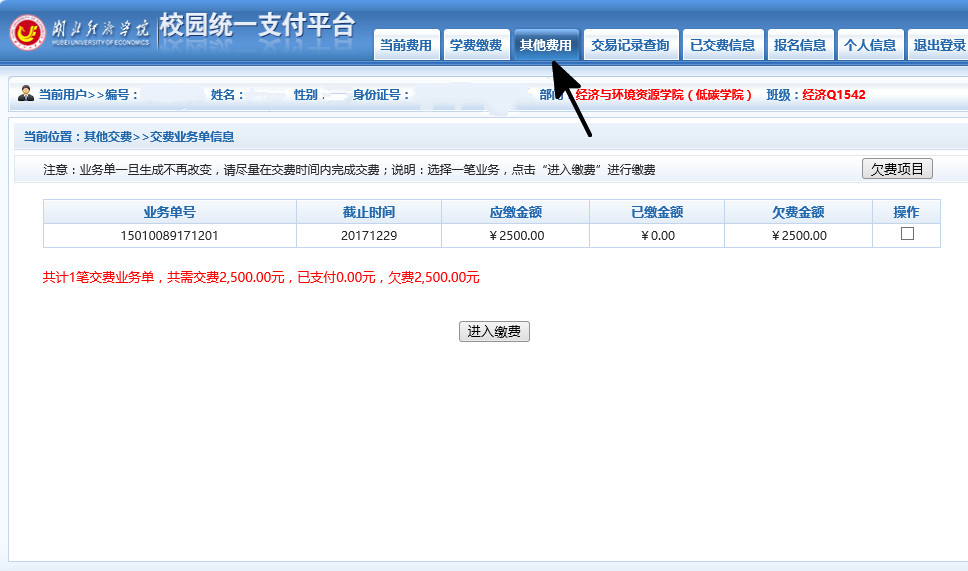 湖北经济学院 校园统一支付平台
HUBEI UNIVERSITY OF ECONOMICS
当前费用 学费缴费 其他费用 交易记录查询 已交费信息 报名信息 个人信息 退出登录
当前用户>>编号： 姓名： 性别 身份证号： 部门 经济与环境资源学院（低碳学院） 班级：经济Q1542
当前位置：其他交费>>交费业务单信息
注意：业务单一旦生成不再改变，请尽量在交费时间内完成交费；说明：选择一笔业务，点击“进入缴费”进行缴费 欠费项目
业务单号 截止时间 应缴金额 已缴金额 欠费金额 操作
15010089171201 20171229 ￥2500.00 ￥0.00 ￥2500.00
共计1笔交费业务单，共需交费2,500.00元，已支付0.00元，欠费2,500.00元
进入缴费